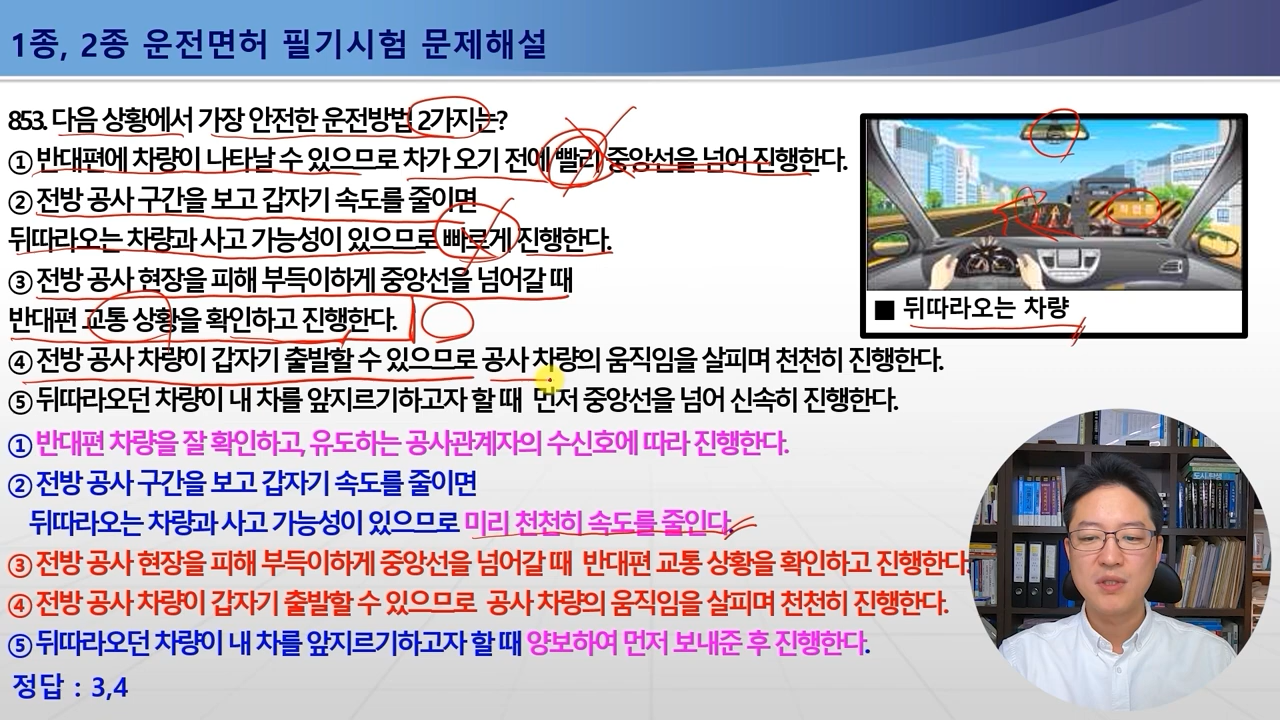 1종, 2종 운전면허 필기시험 문제해설
853. 다음 상황에서 가장 안전한 운전방법 2가지는?
① 반대편에 차량이 나타날 수 있으므로 차가 오기 전에 빨리 중앙선을 넘어 진행한다.
② 전방 공사 구간을 보고 갑자기 속도를 줄이면
뒤따라오는 차량과 사고 가능성이 있으므로 빠르게 진행한다.
③ 전방 공사 현장을 피해 부득이하게 중앙선을 넘어갈 때
반대편 교통 상황을 확인하고 진행한다.
④ 전방 공사 차량이 갑자기 출발할 수 있으므로 공사 차량의 움직임을 살피며 천천히 진행한다.
⑤ 뒤따라오던 차량이 내 차를 앞지르기하고자 할 때 먼저 중앙선을 넘어 신속히 진행한다.
작업중
■ 뒤따라오는 차량
① 반대편 차량을 잘 확인하고, 유도하는 공사관계자의 수신호에 따라 진행한다.
② 전방 공사 구간을 보고 갑자기 속도를 줄이면
뒤따라오는 차량과 사고 가능성이 있으므로 미리 천천히 속도를 줄인다.
③ 전방 공사 현장을 피해 부득이하게 중앙선을 넘어갈 때 반대편 교통 상황을 확인하고 진행한다.
④ 전방 공사 차량이 갑자기 출발할 수 있으므로 공사 차량의 움직임을 살피며 천천히 진행한다.
⑤ 뒤따라오던 차량이 내 차를 앞지르기하고자 할 때 양보하여 먼저 보내준 후 진행한다.
정답 : 3,4